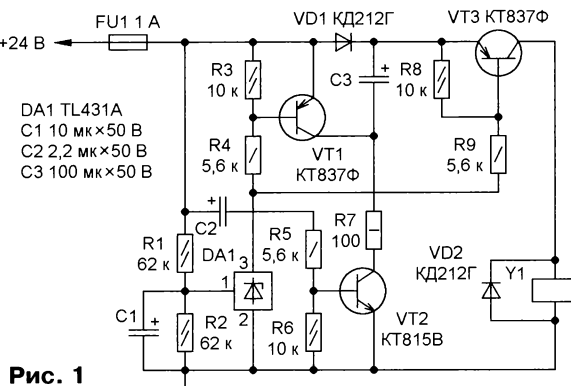 FU1 1 А
+24 В
VD1 КД212Г
VT3 КТ837Ф
R3
10 к
C3
+
R8
10 к
DA1 TL431A
C1 10 мк×50 В
C2 2,2 мк×50 В
C3 100 мк×50 В
R4
5,6 к
VT1
КТ837Ф
R9
5,6 к
+
C2
R1
62 к
DA1
3
R5
5,6 к
R7
100
VD2
КД212Г
Y1
1
2
C1
+
R2
62 к
R6
10 к
VT2
КТ815В
Рис. 1